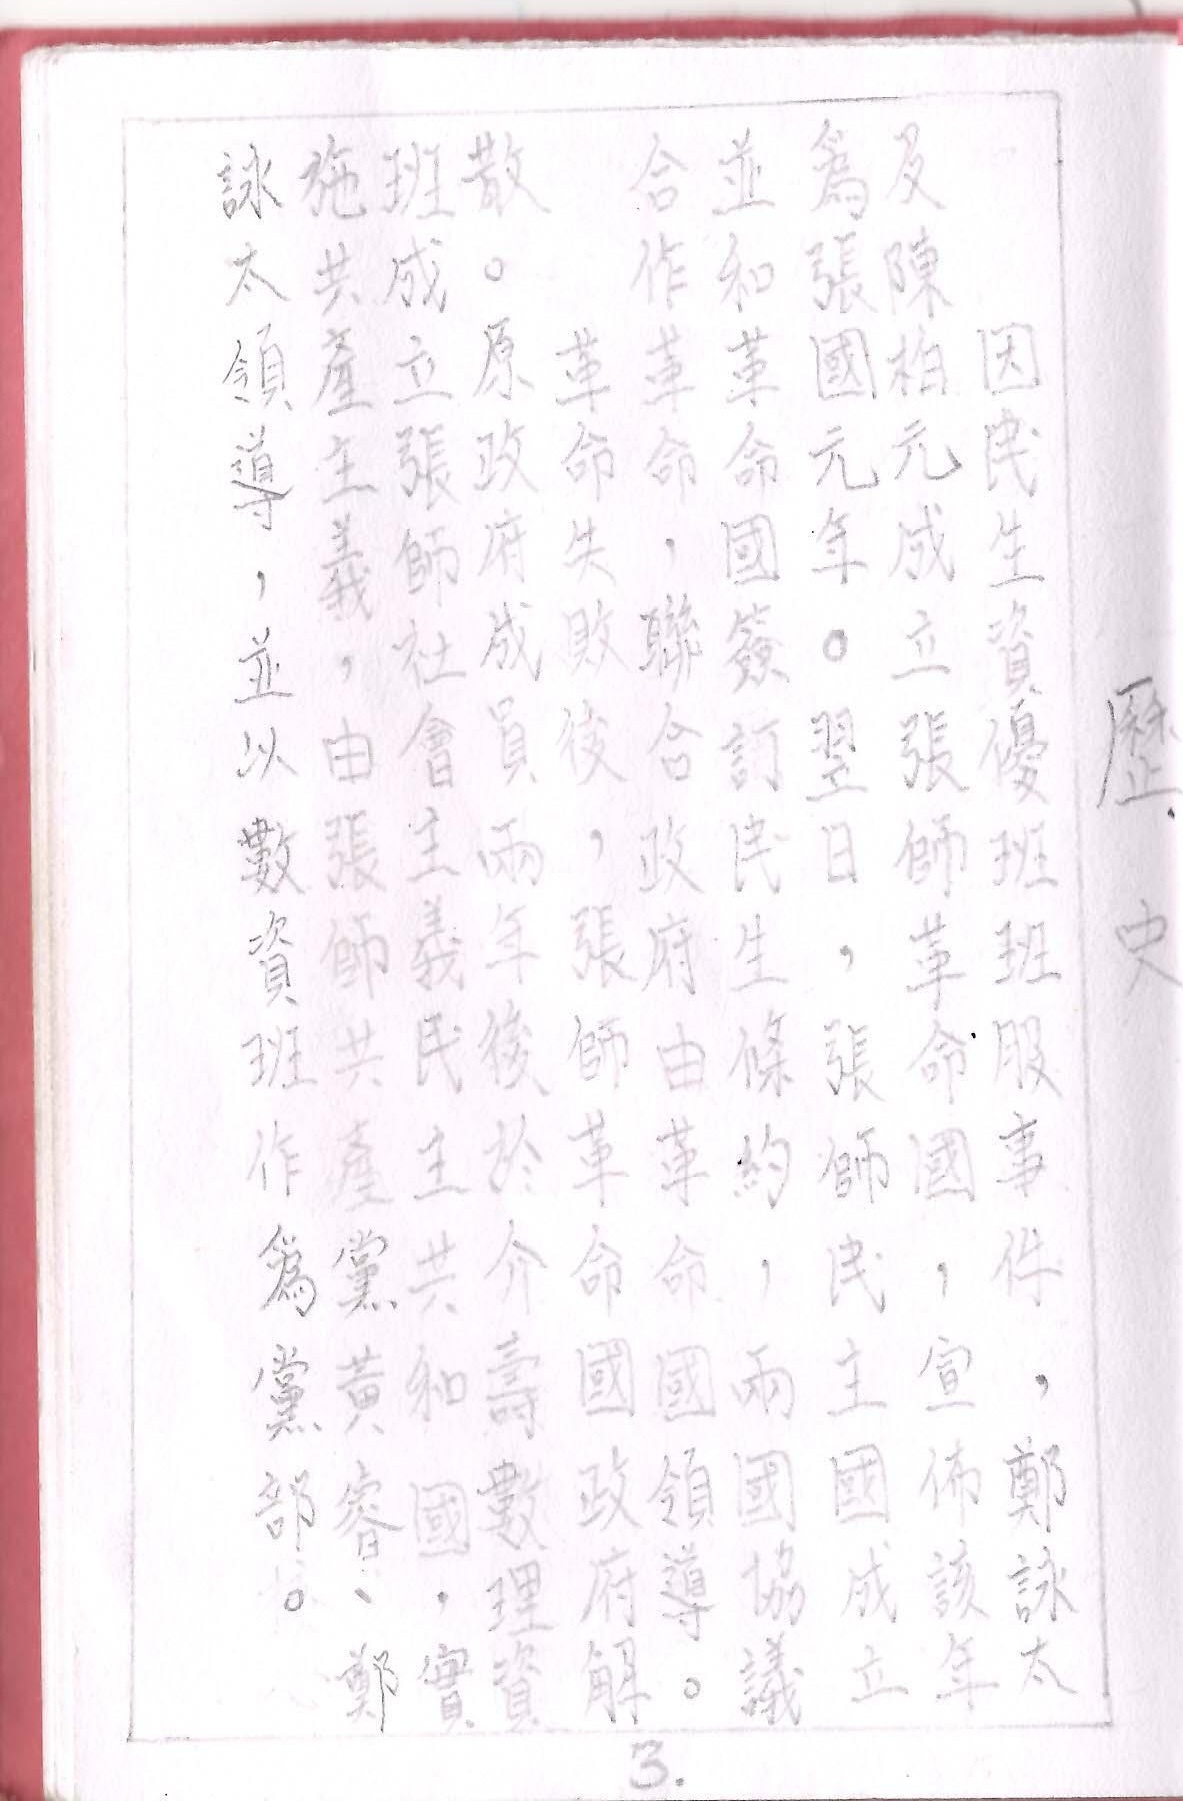 歷史
因民生資優班班服事件，鄭詠太
及陳柏元成立張師革命國，宣佈該年
為張國元年。翌日，張師民主國成立
並和革命國簽訂民生條約，兩國協議
合作革命，聯合政府由革命國領導。
革命失敗後，張師革命國政府解
散。原政府成員兩年後於介壽數理資
班成立張師社會主義民主共和國，實
施共產主義，由張師共產黨黃睿、鄭
詠太領導，並以數資班作為黨部。
3.